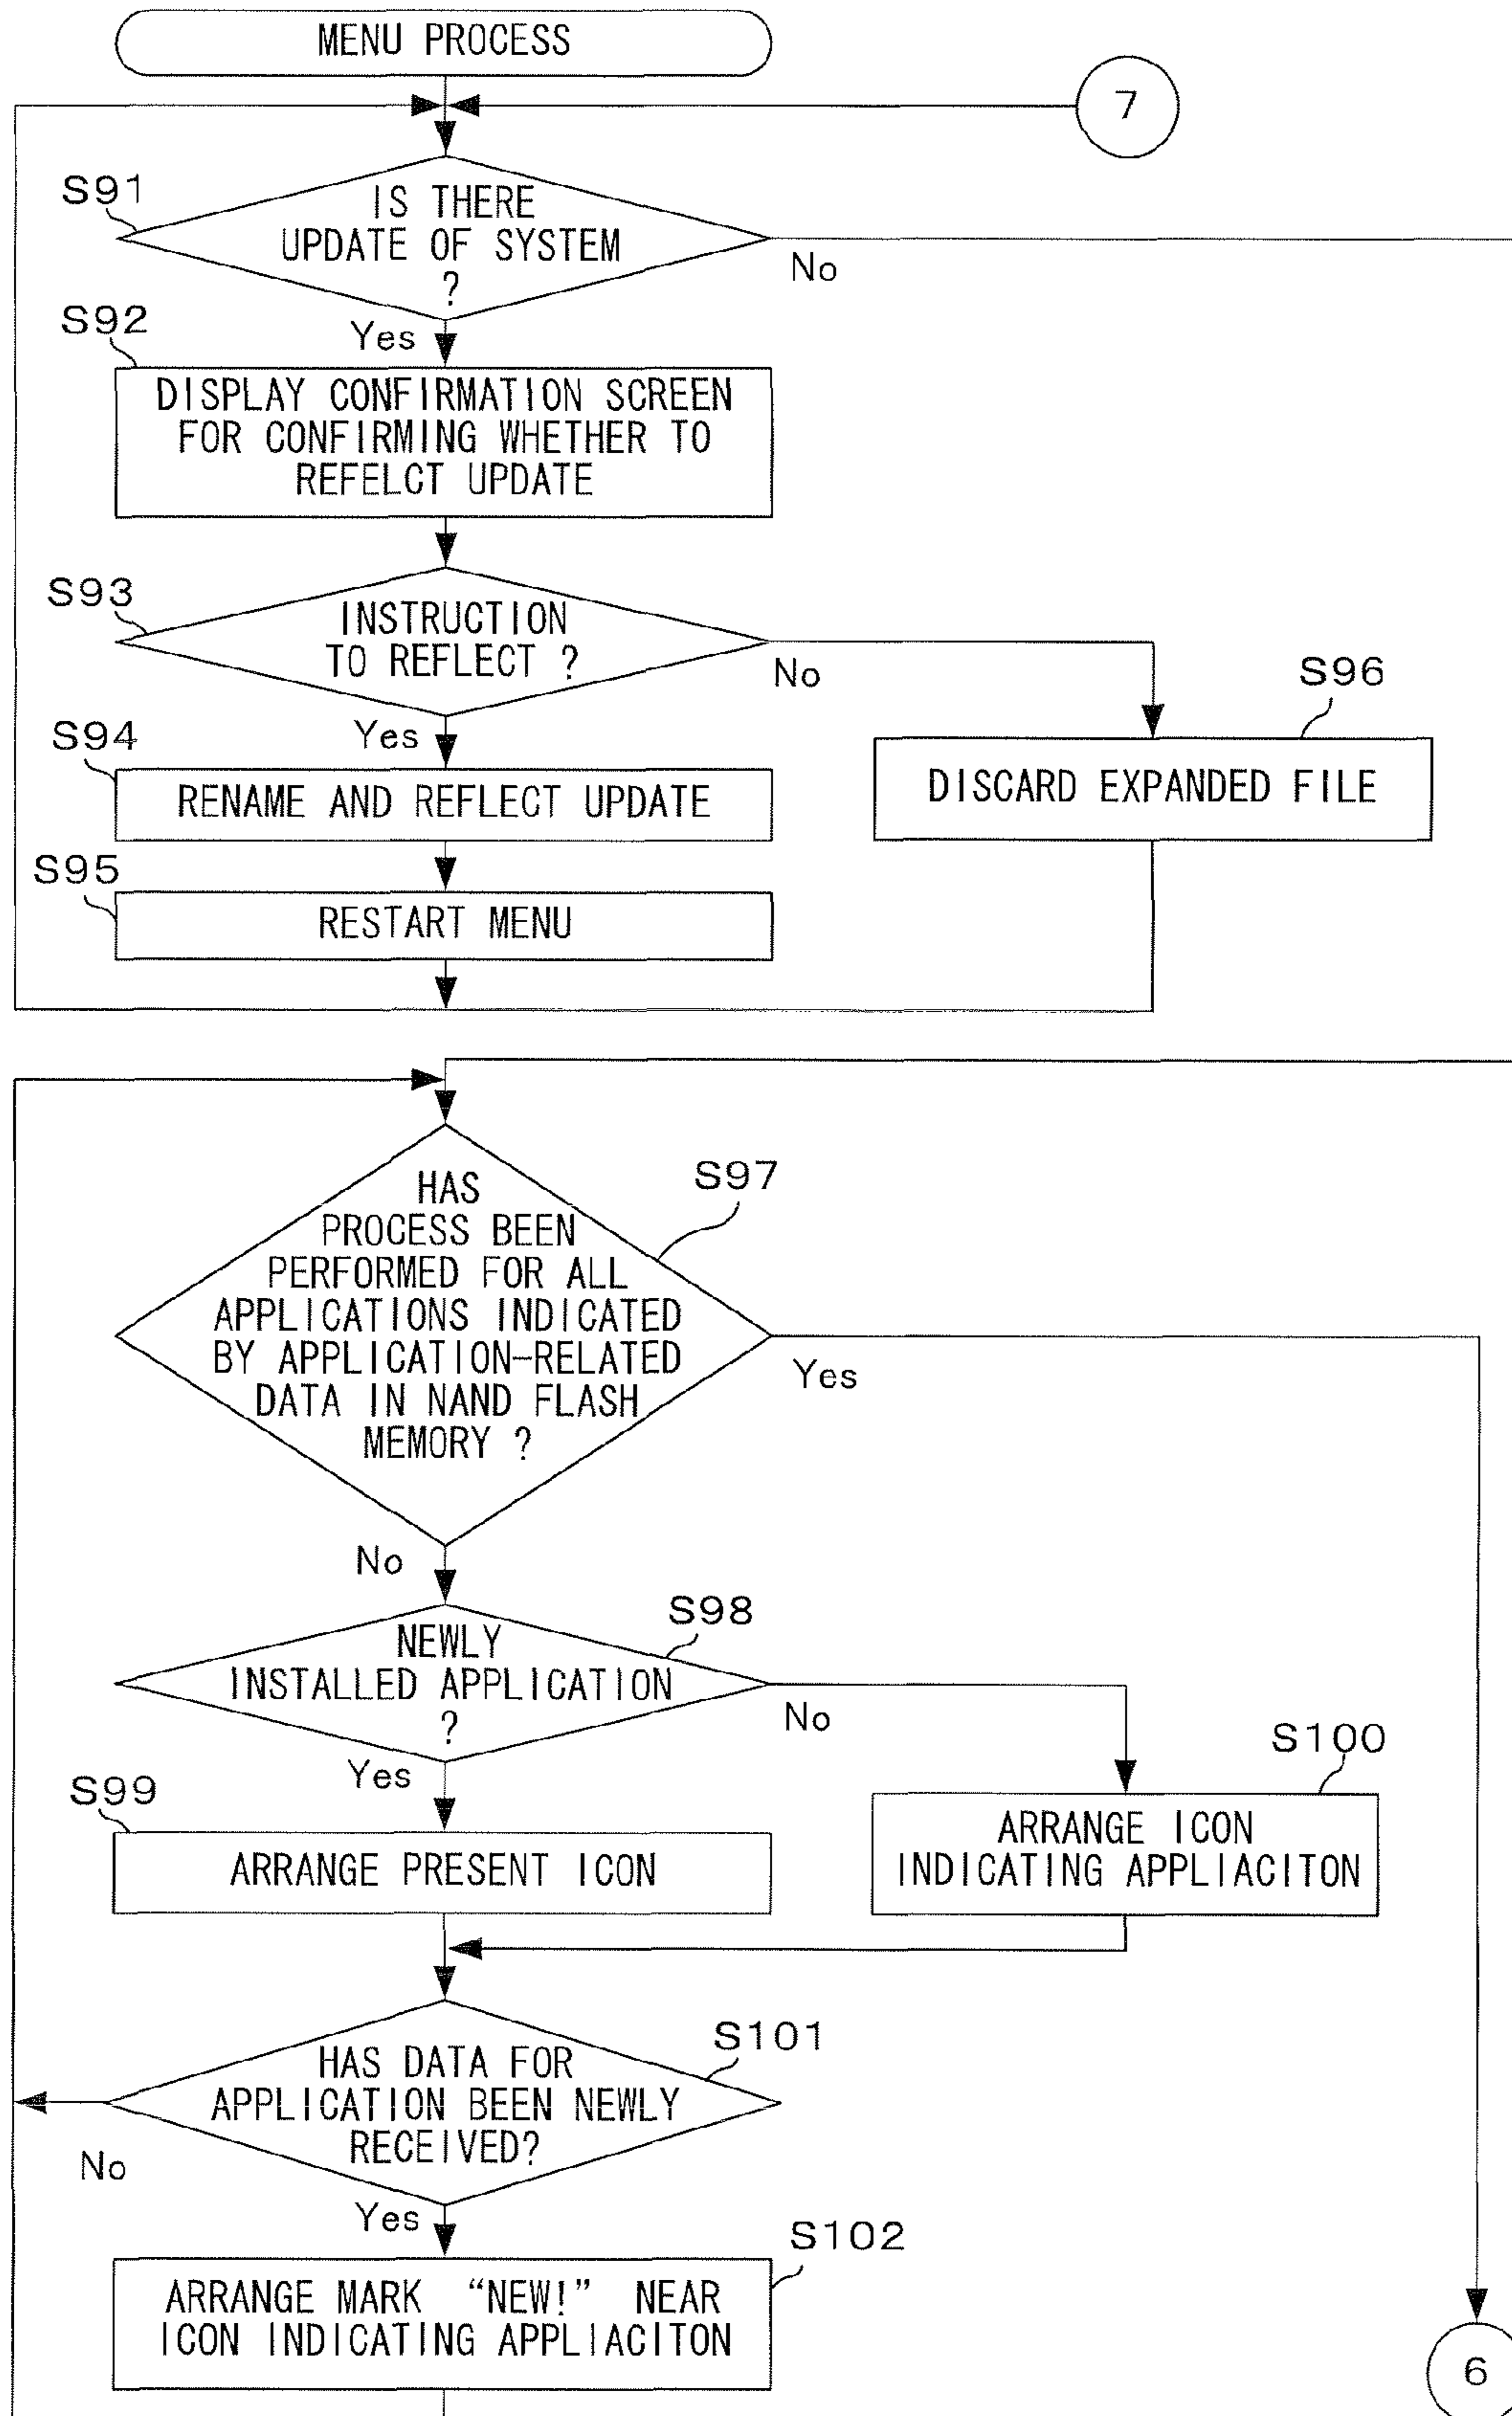 MENU PROCESS
7
S91
IS THERE
UPDATE OF SYSTEM
?
No
Yes
S92
DISPLAY CONFIRMATION SCREEN
FOR CONFIRMING WHETHER TO
REFELCT UPDATE
S93
INSTRUCTION
TO REFLECT ?
No
Yes
S96
DISCARD EXPANDED FILE
S94
RENAME AND REFLECT UPDATE
S95
RESTART MENU
S97
HAS
PROCESS BEEN
PERFORMED FOR ALL
APPLICATIONS INDICATED
BY APPLICATION-RELATED
DATA IN NAND FLASH
MEMORY ?
Yes
No
S98
NEWLY
INSTALLED APPLICATION
?
No
Yes
S100
ARRANGE ICON
INDICATING APPLIACITON
S99
ARRANGE PRESENT ICON
S101
HAS DATA FOR
APPLICATION BEEN NEWLY
RECEIVED?
No
Yes
S102
ARRANGE MARK “NEW!” NEAR
ICON INDICATING APPLIACITON
6